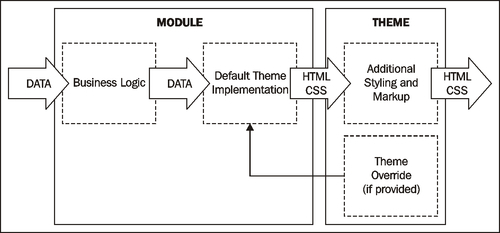 MODULE
THEME
DATA
Business Logic
DATA
Default Theme
Implementation
HTML
CSS
Additional
Styling and
Markup
HTML
CSS
Theme
Override
(if provided)